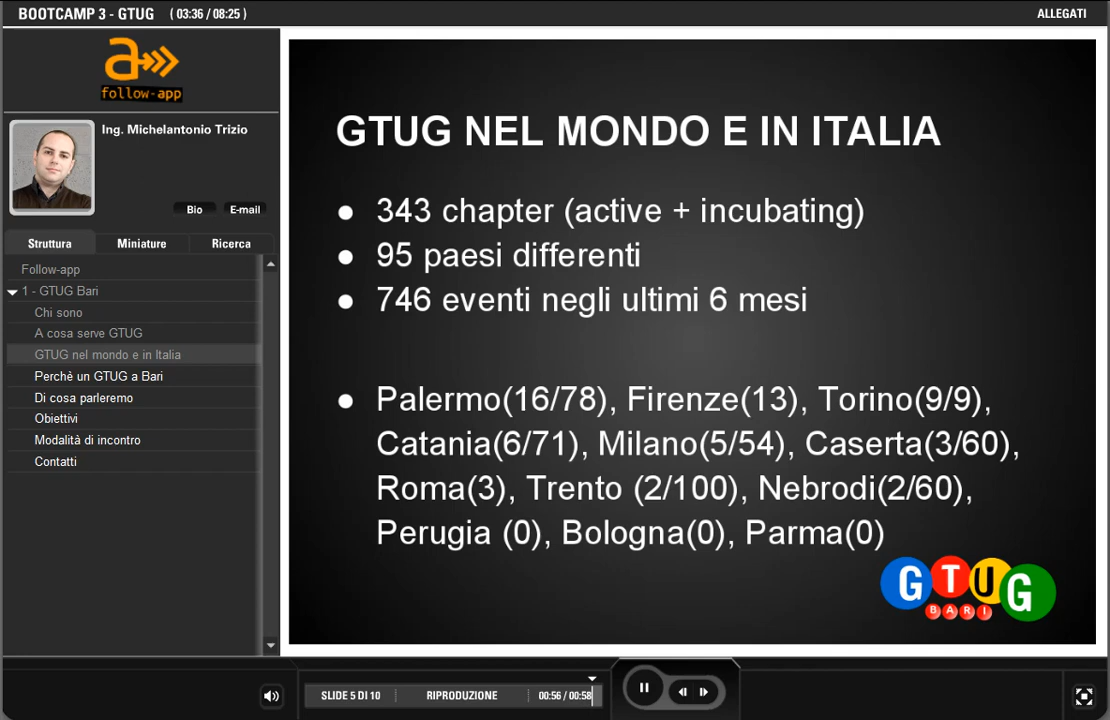 BOOTCAMP 3 - GTUG ( 03:36 / 08:25 )
ALLEGATI
a
follow-app
Ing. Michelantonio Trizio
Bio
E-mail
Struttura
Miniature
Ricerca
Follow-app
1 - GTUG Bari
Chi sono
A cosa serve GTUG
GTUG nel mondo e in Italia
Perchè un GTUG a Bari
Di cosa parleremo
Obiettivi
Modalità di incontro
Contatti
GTUG NEL MONDO E IN ITALIA
● 343 chapter (active + incubating)
● 95 paesi differenti
● 746 eventi negli ultimi 6 mesi
● Palermo(16/78), Firenze(13), Torino(9/9),
Catania(6/71), Milano(5/54), Caserta(3/60),
Roma(3), Trento (2/100), Nebrodi(2/60),
Perugia (0), Bologna(0), Parma(0)
GTUG
BARI
SLIDE 5 DI 10
RIPRODUZIONE
00:56 / 00:58